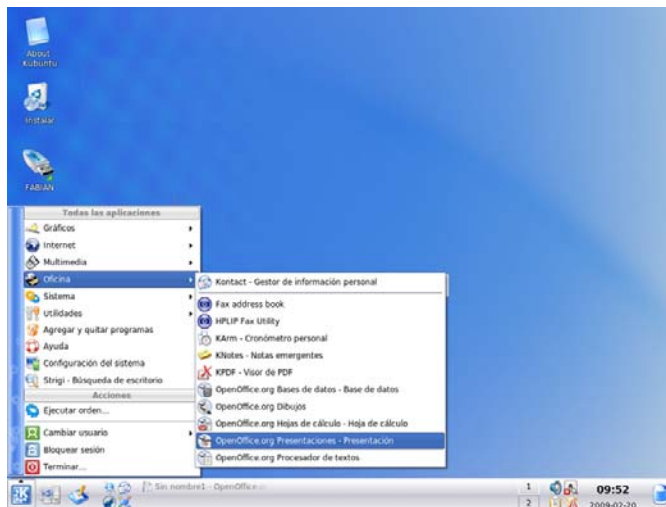 About
Kubuntu
Instalar
FABIAN
Todas las aplicaciones
Gráficos
Internet
Multimedia
Oficina
Sistema
Utilidades
Agregar y quitar programas
Ayuda
Configuración del sistema
Strigi - Búsqueda de escritorio
Acciones
Ejecutar orden...
Cambiar usuario
Bloquear sesión
Terminar...
Kontact - Gestor de información personal
Fax address book
HPLIP Fax Utility
KArm - Cronómetro personal
KNotes - Notas emergentes
KPDF - Visor de PDF
OpenOffice.org Bases de datos - Base de datos
OpenOffice.org Dibujos
OpenOffice.org Hojas de cálculo - Hoja de cálculo
OpenOffice.org Presentaciones - Presentación
OpenOffice.org Procesador de textos
Sin nombre1 - OpenOffice
1
2
09:52
2009-02-20